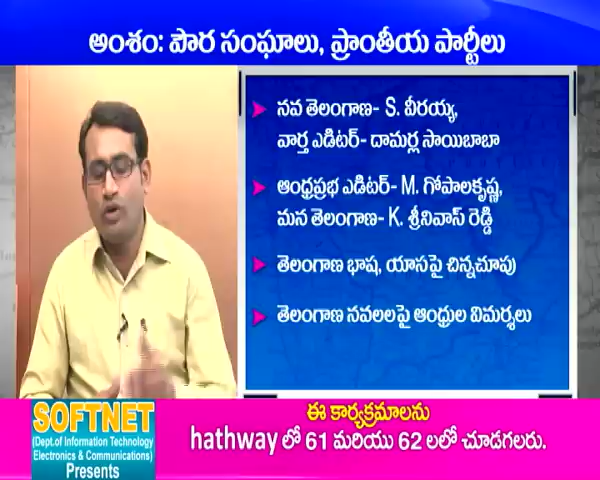 అంశం: పౌర సంఘాలు, ప్రాంతీయ పార్టీలు
నవ తెలంగాణ- S. వీరయ్య,
వార్త ఎడిటర్- దామర్ల సాయిబాబా
ఆంధ్రప్రభ ఎడిటర్- M. గోపాలకృష్ణ,
మన తెలంగాణ- K. శ్రీనివాస్ రెడ్డి
తెలంగాణ భాష, యాసపై చిన్నచూపు
తెలంగాణ నవలలపై ఆంధ్రుల విమర్శలు
SOFTNET
(Dept.of Information Technology
Electronics & Communications)
Presents
ఈ కార్యక్రమాలను
hathway లో 61 మరియు 62 లలో చూడగలరు.